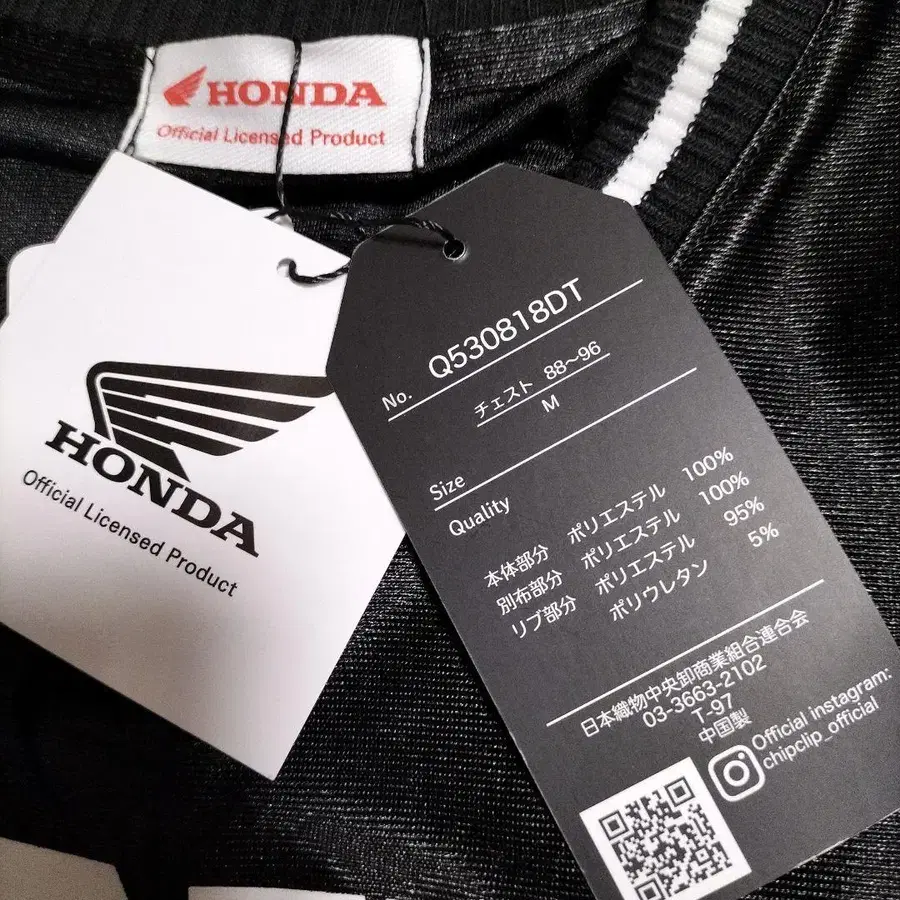 HONDA
Official Licensed Product
HONDA
Official Licensed Product
No. Q530818DT
チェスト 88~96
M
Size
Quality
本体部分 ポリエステル 100%
別布部分 ポリエステル 100%
リブ部分 ポリエステル 95%
ポリウレタン 5%
日本織物中央卸商業組合連合会
03-3663-2102
T-97
中国製
Official instagram:
chipclip_official